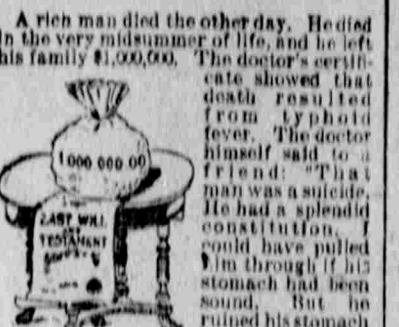 A rich man died the other day. He died
in the very midsummer of life, and he left
his family $1,000,000. The doctor's certifi-
cate showed that
death resulted
from typhoid
fever. The doctor
himself said to a
friend: "That
man was a suicide.
He had a splendid
constitution. I
could have pulled
him through if his
stomach had been
sound. But he
ruined his stomach
1000 000 00
LAST WILL
AND
TESTAMENT